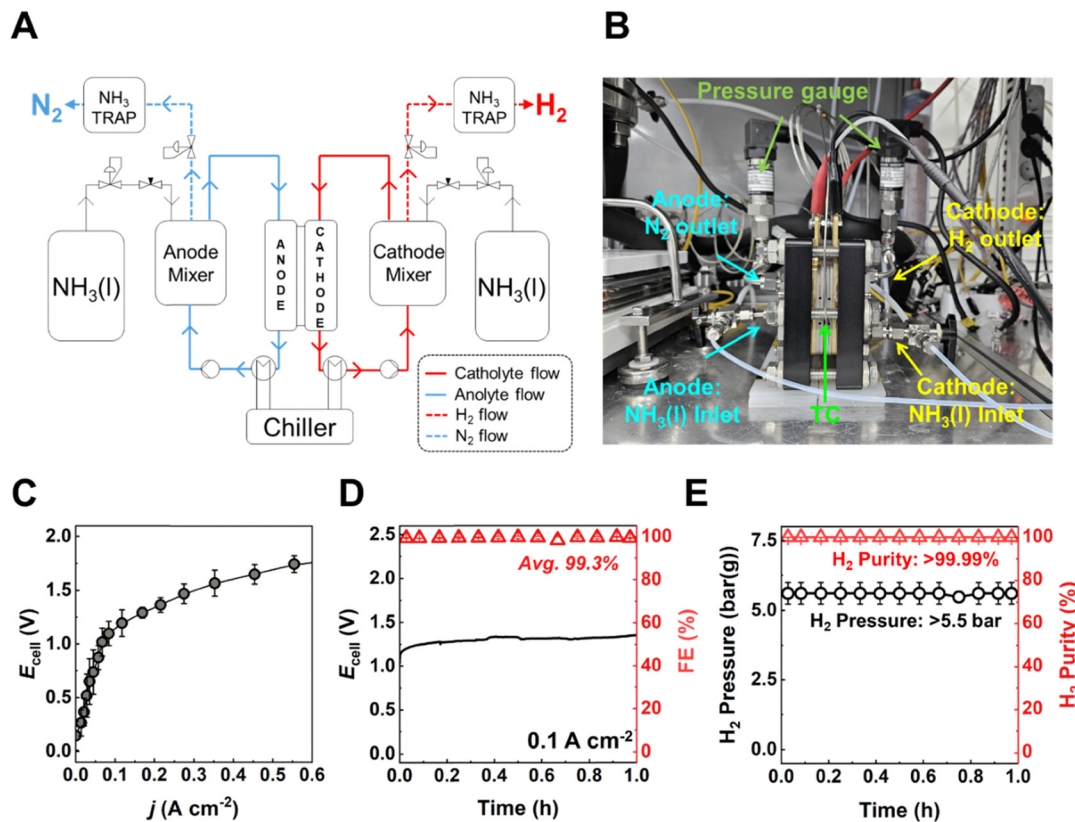 A
N₂
NH₃
TRAP
NH₃
TRAP
H₂
NH₃(l)
Anode
Mixer
ANODE
CATHODE
Cathode
Mixer
NH₃(l)
Chiller
Catholyte flow
Anolyte flow
H₂ flow
N₂ flow
B
Pressure gauge
Anode:
N₂ outlet
Cathode:
H₂ outlet
Anode:
NH₃(l) Inlet
TC
Cathode:
NH₃(l) Inlet
C
2.0
1.5
1.0
0.5
0.0
E_cell (V)
0.0 0.1 0.2 0.3 0.4 0.5 0.6
j (A cm⁻²)
D
2.5
2.0
1.5
1.0
0.5
0.0
E_cell (V)
Avg. 99.3%
0.1 A cm⁻²
100
80
60
40
20
0
FE (%)
0.0 0.2 0.4 0.6 0.8 1.0
Time (h)
E
7.5
5.0
2.5
0.0
H₂ Pressure (bar(g))
H₂ Purity: >99.99%
H₂ Pressure: >5.5 bar
100
80
60
40
20
0
H₂ Purity (%)
0.0 0.2 0.4 0.6 0.8 1.0
Time (h)